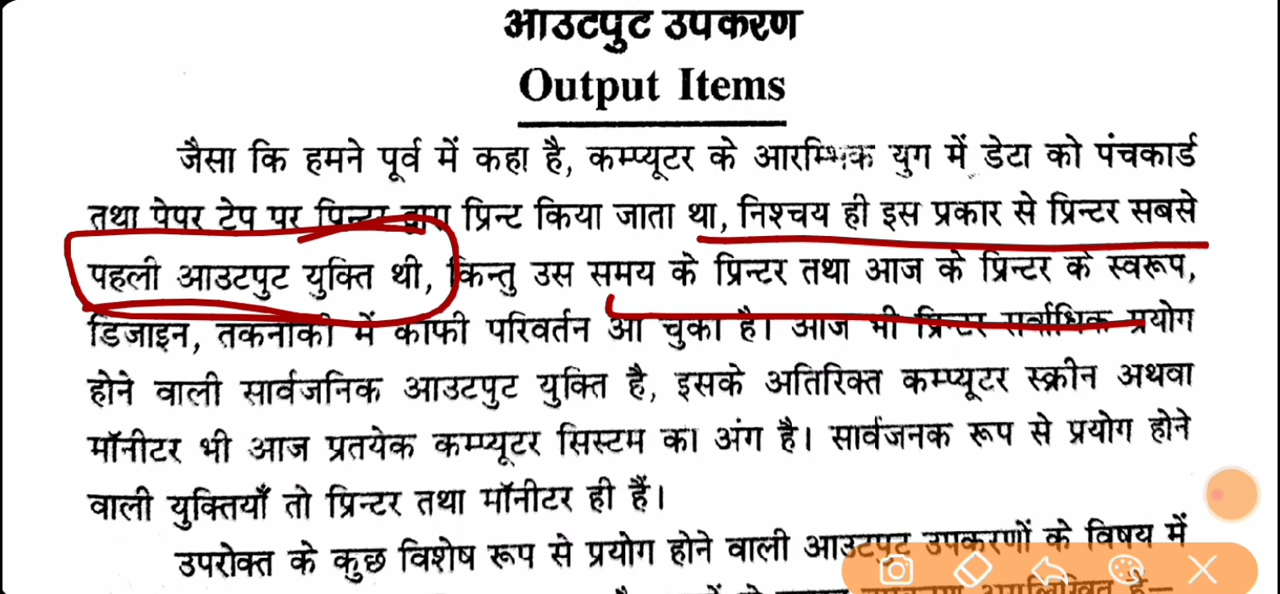 आउटपुट उपकरण
Output Items
जैसा कि हमने पूर्व में कहा है, कम्प्यूटर के आरम्भिक युग में डेटा को पंचकार्ड
तथा पेपर टेप पर प्रिन्टर द्वारा प्रिन्ट किया जाता था, निश्चय ही इस प्रकार से प्रिन्टर सबसे
पहली आउटपुट युक्ति थी, किन्तु उस समय के प्रिन्टर तथा आज के प्रिन्टर के स्वरूप,
डिजाइन, तकनीकी में काफी परिवर्तन आ चुका है। आज भी प्रिन्टर सर्वाधिक प्रयोग
होने वाली सार्वजनिक आउटपुट युक्ति है, इसके अतिरिक्त कम्प्यूटर स्क्रीन अथवा
मॉनीटर भी आज प्रतयेक कम्प्यूटर सिस्टम का अंग है। सार्वजनक रूप से प्रयोग होने
वाली युक्तियाँ तो प्रिन्टर तथा मॉनीटर ही हैं।
उपरोक्त के कुछ विशेष रूप से प्रयोग होने वाली आउटपुट उपकरणों के विषय में